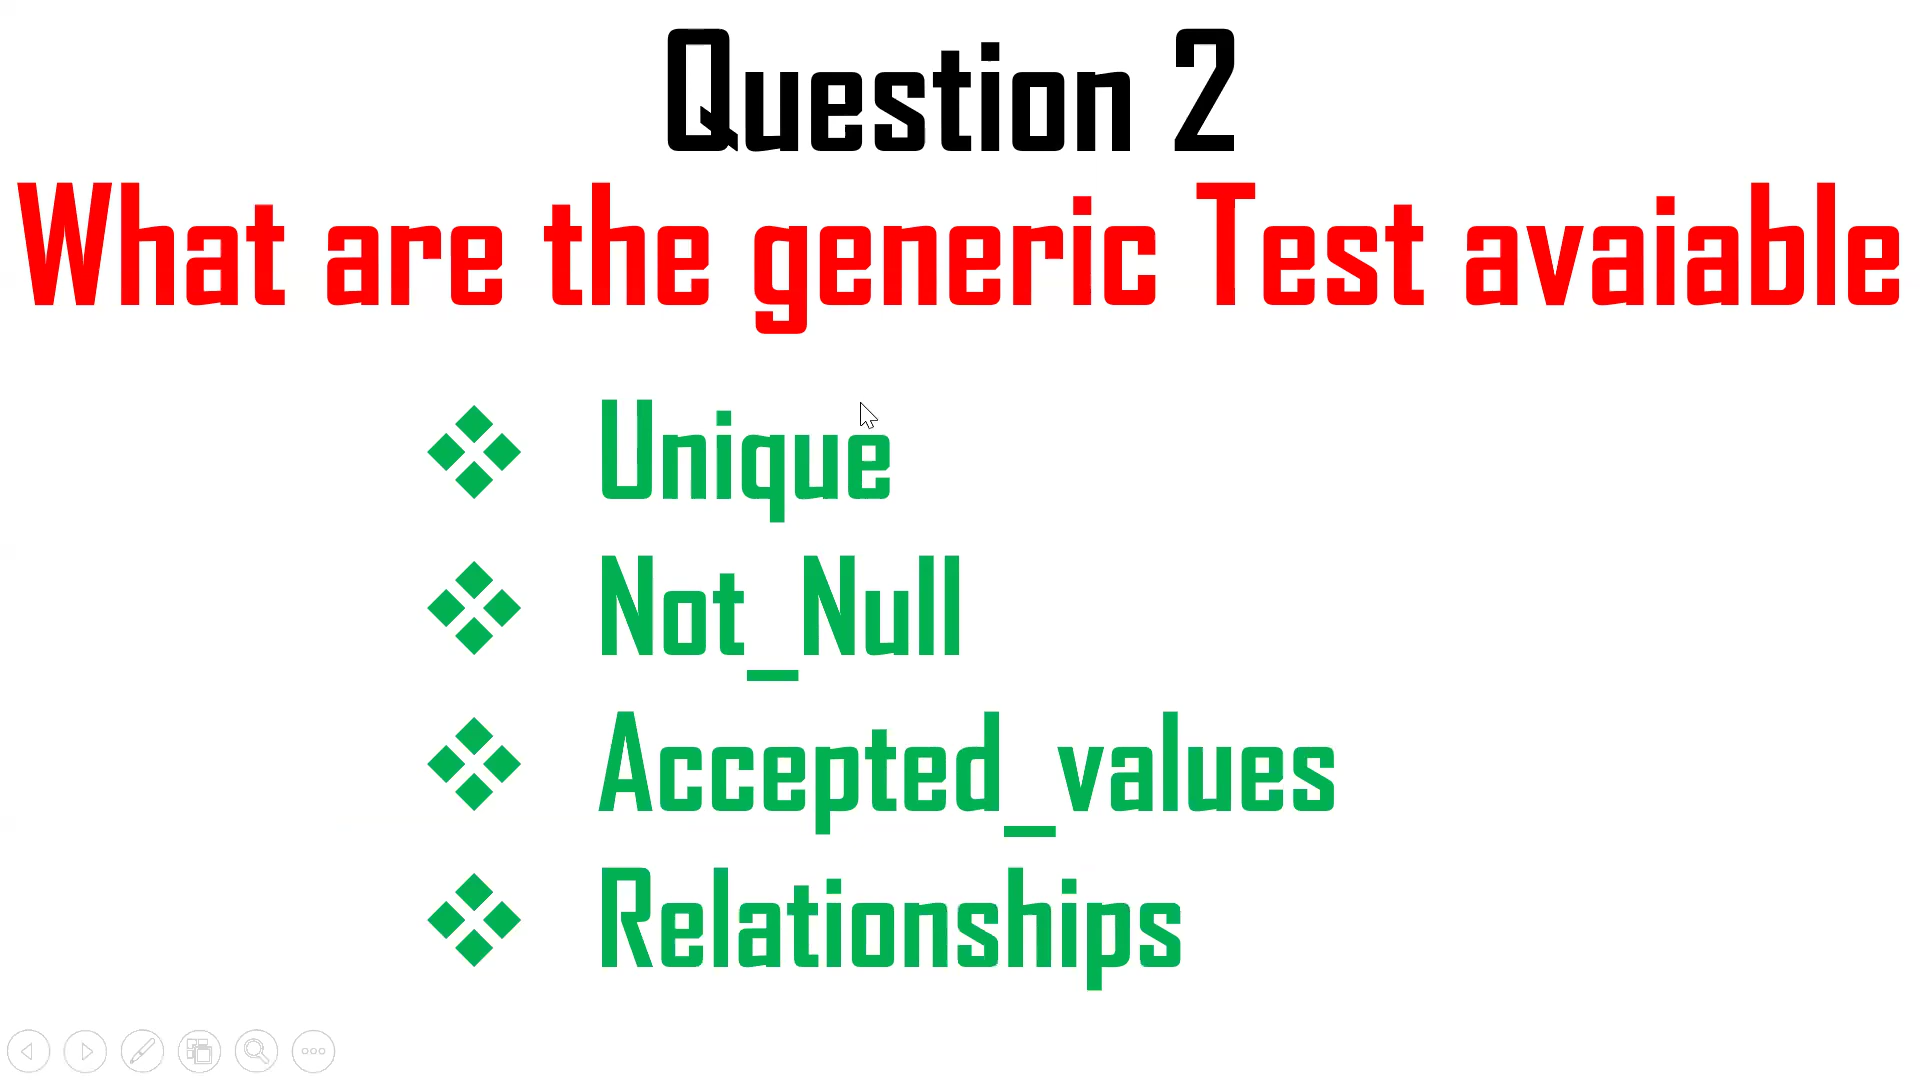 Question 2
What are the generic Test avaiable
Unique
Not_Null
Accepted_values
Relationships